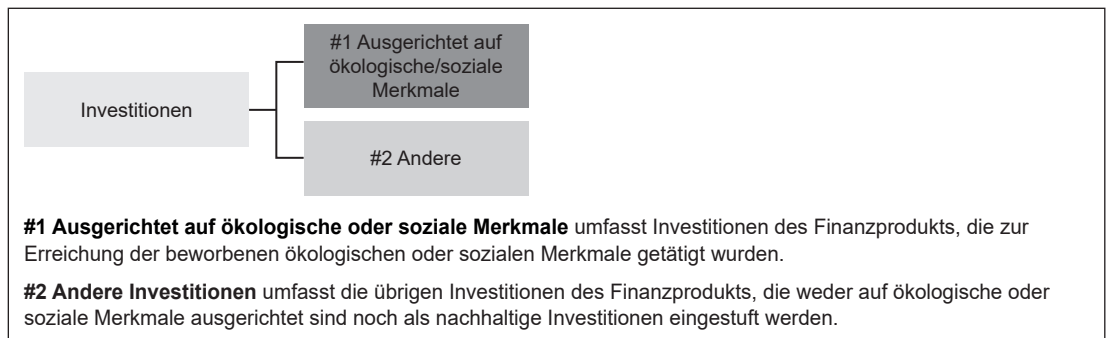 #1 Ausgerichtet auf
ökologische/soziale
Merkmale
Investitionen
#2 Andere
#1 Ausgerichtet auf ökologische oder soziale Merkmale umfasst Investitionen des Finanzprodukts, die zur
Erreichung der beworbenen ökologischen oder sozialen Merkmale getätigt wurden.
#2 Andere Investitionen umfasst die übrigen Investitionen des Finanzprodukts, die weder auf ökologische oder
soziale Merkmale ausgerichtet sind noch als nachhaltige Investitionen eingestuft werden.